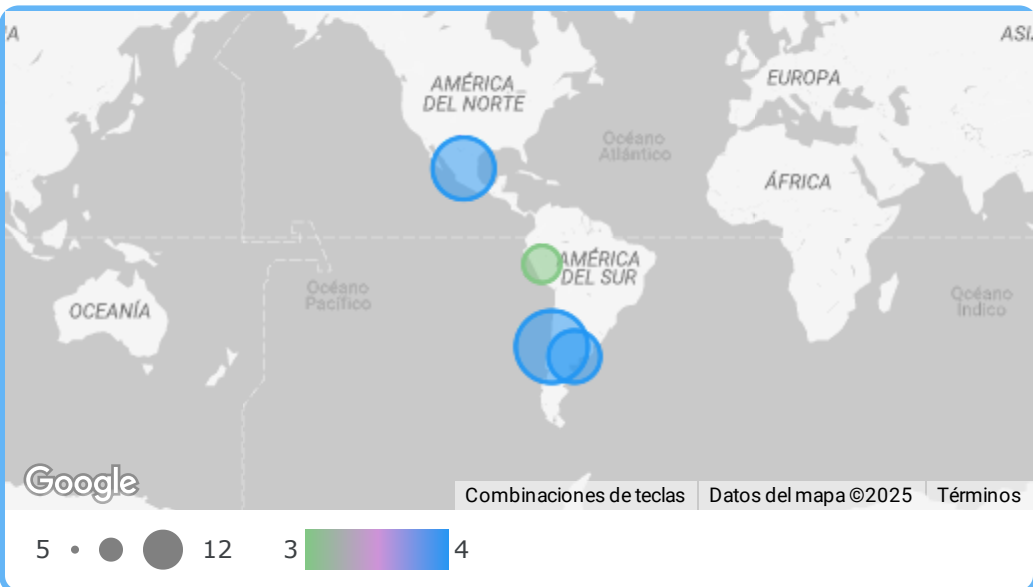 A
ASI
AMÉRICA
DEL NORTE
EUROPA
Océano
Atlántico
ÁFRICA
AMÉRICA
DEL SUR
Océano
Pacífico
OCEANÍA
Océano
Índico
Google
Combinaciones de teclas
Datos del mapa ©2025
Términos
5
12
3
4